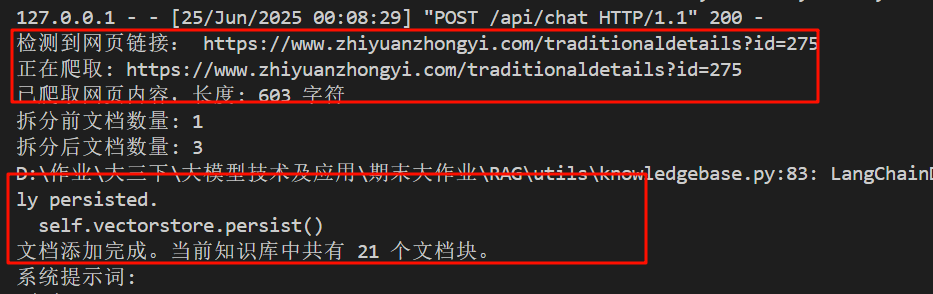 127.0.0.1 - - [25/Jun/2025 00:08:29] "POST /api/chat HTTP/1.1" 200 -
检测到网页链接： https://www.zhiyuanzhongyi.com/traditionaldetails?id=275
正在爬取: https://www.zhiyuanzhongyi.com/traditionaldetails?id=275
已爬取网页内容，长度: 603 字符
拆分前文档数量: 1
拆分后文档数量: 3
D:\作业\大三下\大模型技术及应用\期末大作业\RAG\utils\knowledgebase.py:83: LangChainD
ly persisted.
self.vectorstore.persist()
文档添加完成。当前知识库中共有 21 个文档块。
系统提示词: